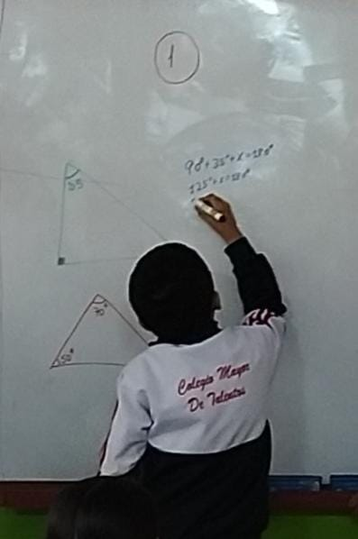 1
90°+35°+x=180°
125°+x=180°
35
70°
50°
Colegio Mayor
De Talentos